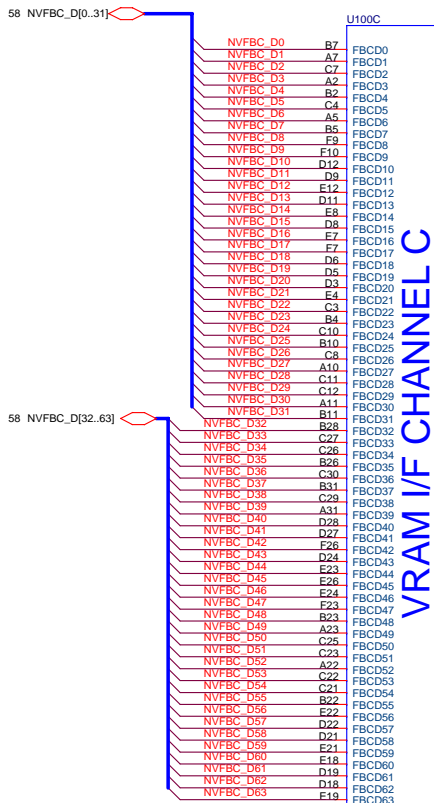 58 NVFBC_D[0..31]
U100C
NVFBC_D0 B7 FBCD0
NVFBC_D1 A7 FBCD1
NVFBC_D2 C7 FBCD2
NVFBC_D3 A2 FBCD3
NVFBC_D4 B2 FBCD4
NVFBC_D5 C4 FBCD5
NVFBC_D6 A5 FBCD6
NVFBC_D7 B5 FBCD7
NVFBC_D8 F9 FBCD8
NVFBC_D9 F10 FBCD9
NVFBC_D10 D12 FBCD10
NVFBC_D11 D9 FBCD11
NVFBC_D12 E12 FBCD12
NVFBC_D13 D11 FBCD13
NVFBC_D14 E8 FBCD14
NVFBC_D15 D8 FBCD15
NVFBC_D16 E7 FBCD16
NVFBC_D17 F7 FBCD17
NVFBC_D18 D6 FBCD18
NVFBC_D19 D5 FBCD19
NVFBC_D20 D3 FBCD20
NVFBC_D21 E4 FBCD21
NVFBC_D22 C3 FBCD22
NVFBC_D23 B4 FBCD23
NVFBC_D24 C10 FBCD24
NVFBC_D25 B10 FBCD25
NVFBC_D26 C8 FBCD26
NVFBC_D27 A10 FBCD27
NVFBC_D28 C11 FBCD28
NVFBC_D29 C12 FBCD29
NVFBC_D30 A11 FBCD30
NVFBC_D31 B11 FBCD31
58 NVFBC_D[32..63]
NVFBC_D32 B28 FBCD32
NVFBC_D33 C27 FBCD33
NVFBC_D34 C26 FBCD34
NVFBC_D35 B26 FBCD35
NVFBC_D36 C30 FBCD36
NVFBC_D37 B31 FBCD37
NVFBC_D38 C29 FBCD38
NVFBC_D39 A31 FBCD39
NVFBC_D40 D28 FBCD40
NVFBC_D41 D27 FBCD41
NVFBC_D42 F26 FBCD42
NVFBC_D43 D24 FBCD43
NVFBC_D44 E23 FBCD44
NVFBC_D45 E26 FBCD45
NVFBC_D46 E24 FBCD46
NVFBC_D47 F23 FBCD47
NVFBC_D48 B23 FBCD48
NVFBC_D49 A23 FBCD49
NVFBC_D50 C25 FBCD50
NVFBC_D51 C23 FBCD51
NVFBC_D52 A22 FBCD52
NVFBC_D53 C22 FBCD53
NVFBC_D54 C21 FBCD54
NVFBC_D55 B22 FBCD55
NVFBC_D56 E22 FBCD56
NVFBC_D57 D22 FBCD57
NVFBC_D58 D21 FBCD58
NVFBC_D59 E21 FBCD59
NVFBC_D60 E18 FBCD60
NVFBC_D61 D19 FBCD61
NVFBC_D62 D18 FBCD62
NVFBC_D63 E19 FBCD63
VRAM I/F CHANNEL C